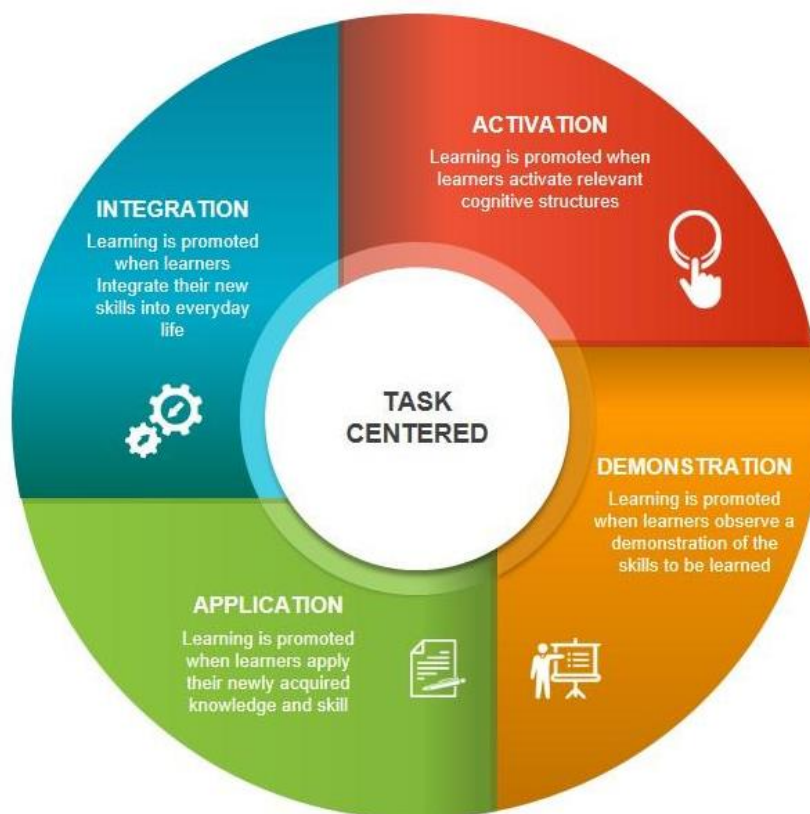 ACTIVATION
Learning is promoted when
learners activate relevant
cognitive structures
INTEGRATION
Learning is promoted
when learners
Integrate their new
skills into everyday
life
TASK
CENTERED
DEMONSTRATION
Learning is promoted
when learners observe a
demonstration of the
skills to be learned
APPLICATION
Learning is promoted
when learners apply
their newly acquired
knowledge and skill